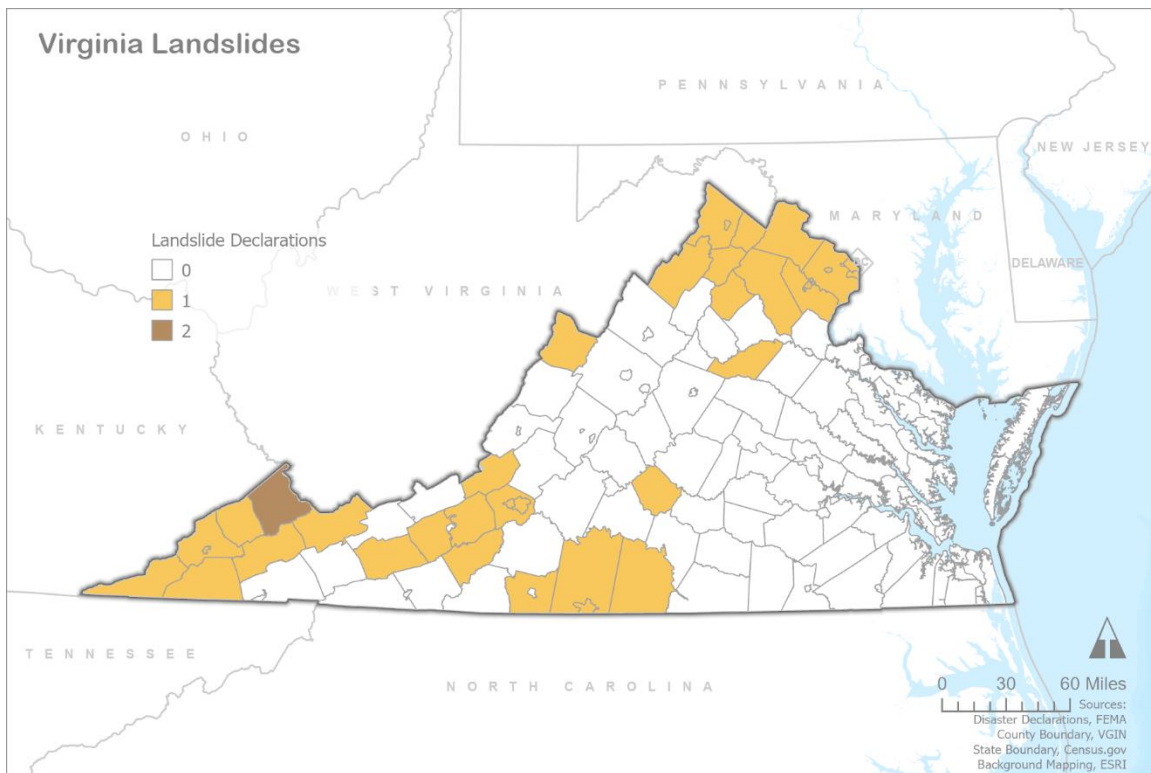 Virginia Landslides
PENNSYLVANIA
OHIO
NEW JERSEY
MARYLAND
Landslide Declarations
0
1
2
DC
DELAWARE
WEST VIRGINIA
KENTUCKY
TENNESSEE
NORTH CAROLINA
0 30 60 Miles
Sources:
Disaster Declarations, FEMA
County Boundary, VGIN
State Boundary, Census.gov
Background Mapping, ESRI